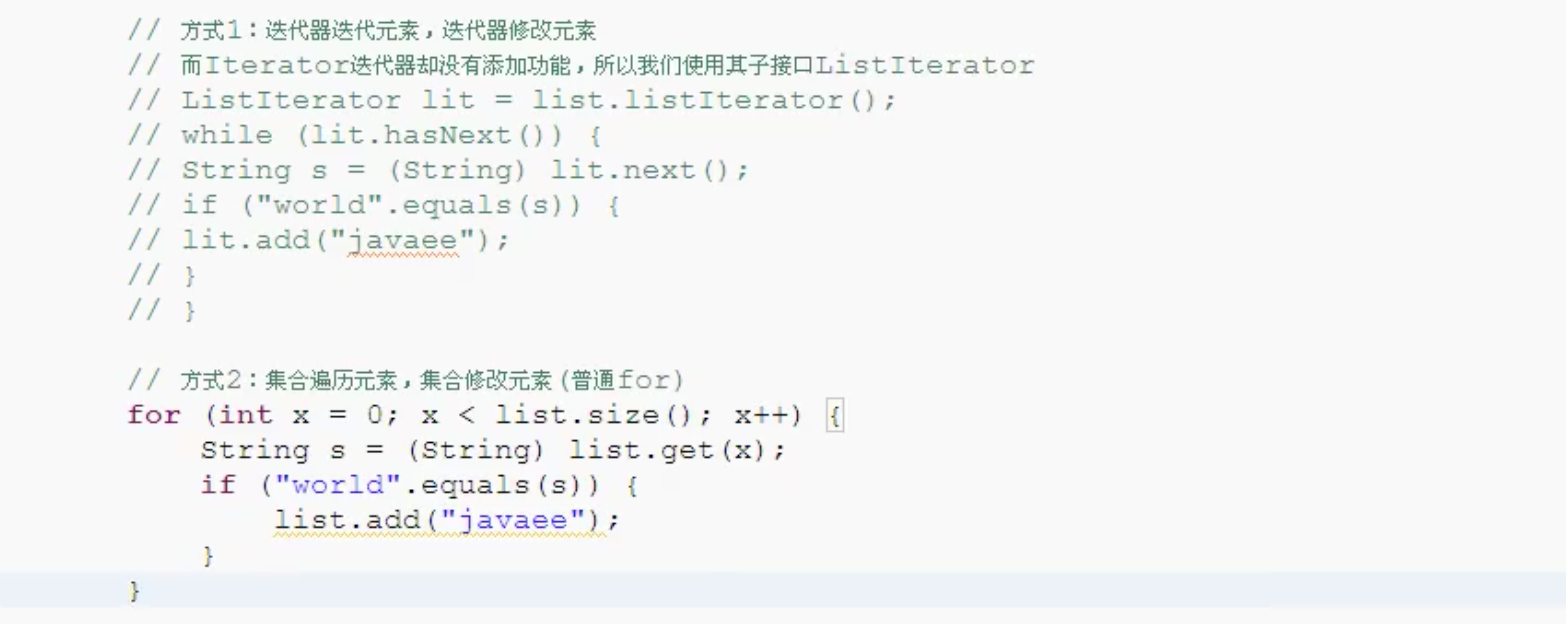 // 方式1：迭代器迭代元素，迭代器修改元素
// 而Iterator迭代器却没有添加功能，所以我们使用其子接口ListIterator
// ListIterator lit = list.listIterator();
// while (lit.hasNext()) {
// String s = (String) lit.next();
// if ("world".equals(s)) {
// lit.add("javaee");
// }
// }
// 方式2：集合遍历元素，集合修改元素(普通for)
for (int x = 0; x < list.size(); x++) {
String s = (String) list.get(x);
if ("world".equals(s)) {
list.add("javaee");
}
}